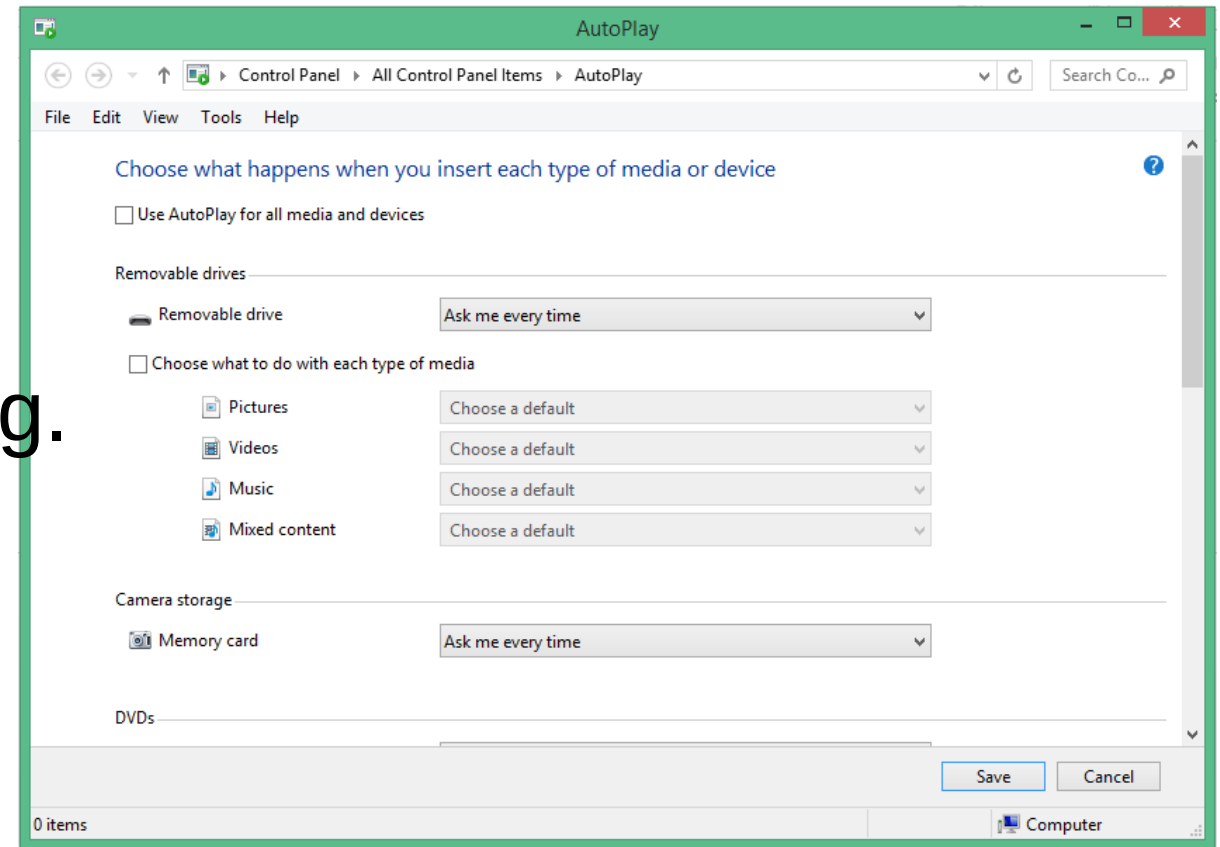 AutoPlay
Control Panel All Control Panel Items AutoPlay Search Co...
File Edit View Tools Help
Choose what happens when you insert each type of media or device ?
Use AutoPlay for all media and devices
Removable drives
Removable drive Ask me every time
Choose what to do with each type of media
g.
Pictures Choose a default
Videos Choose a default
Music Choose a default
Mixed content Choose a default
Camera storage
Memory card Ask me every time
DVDs
Save Cancel
0 items Computer